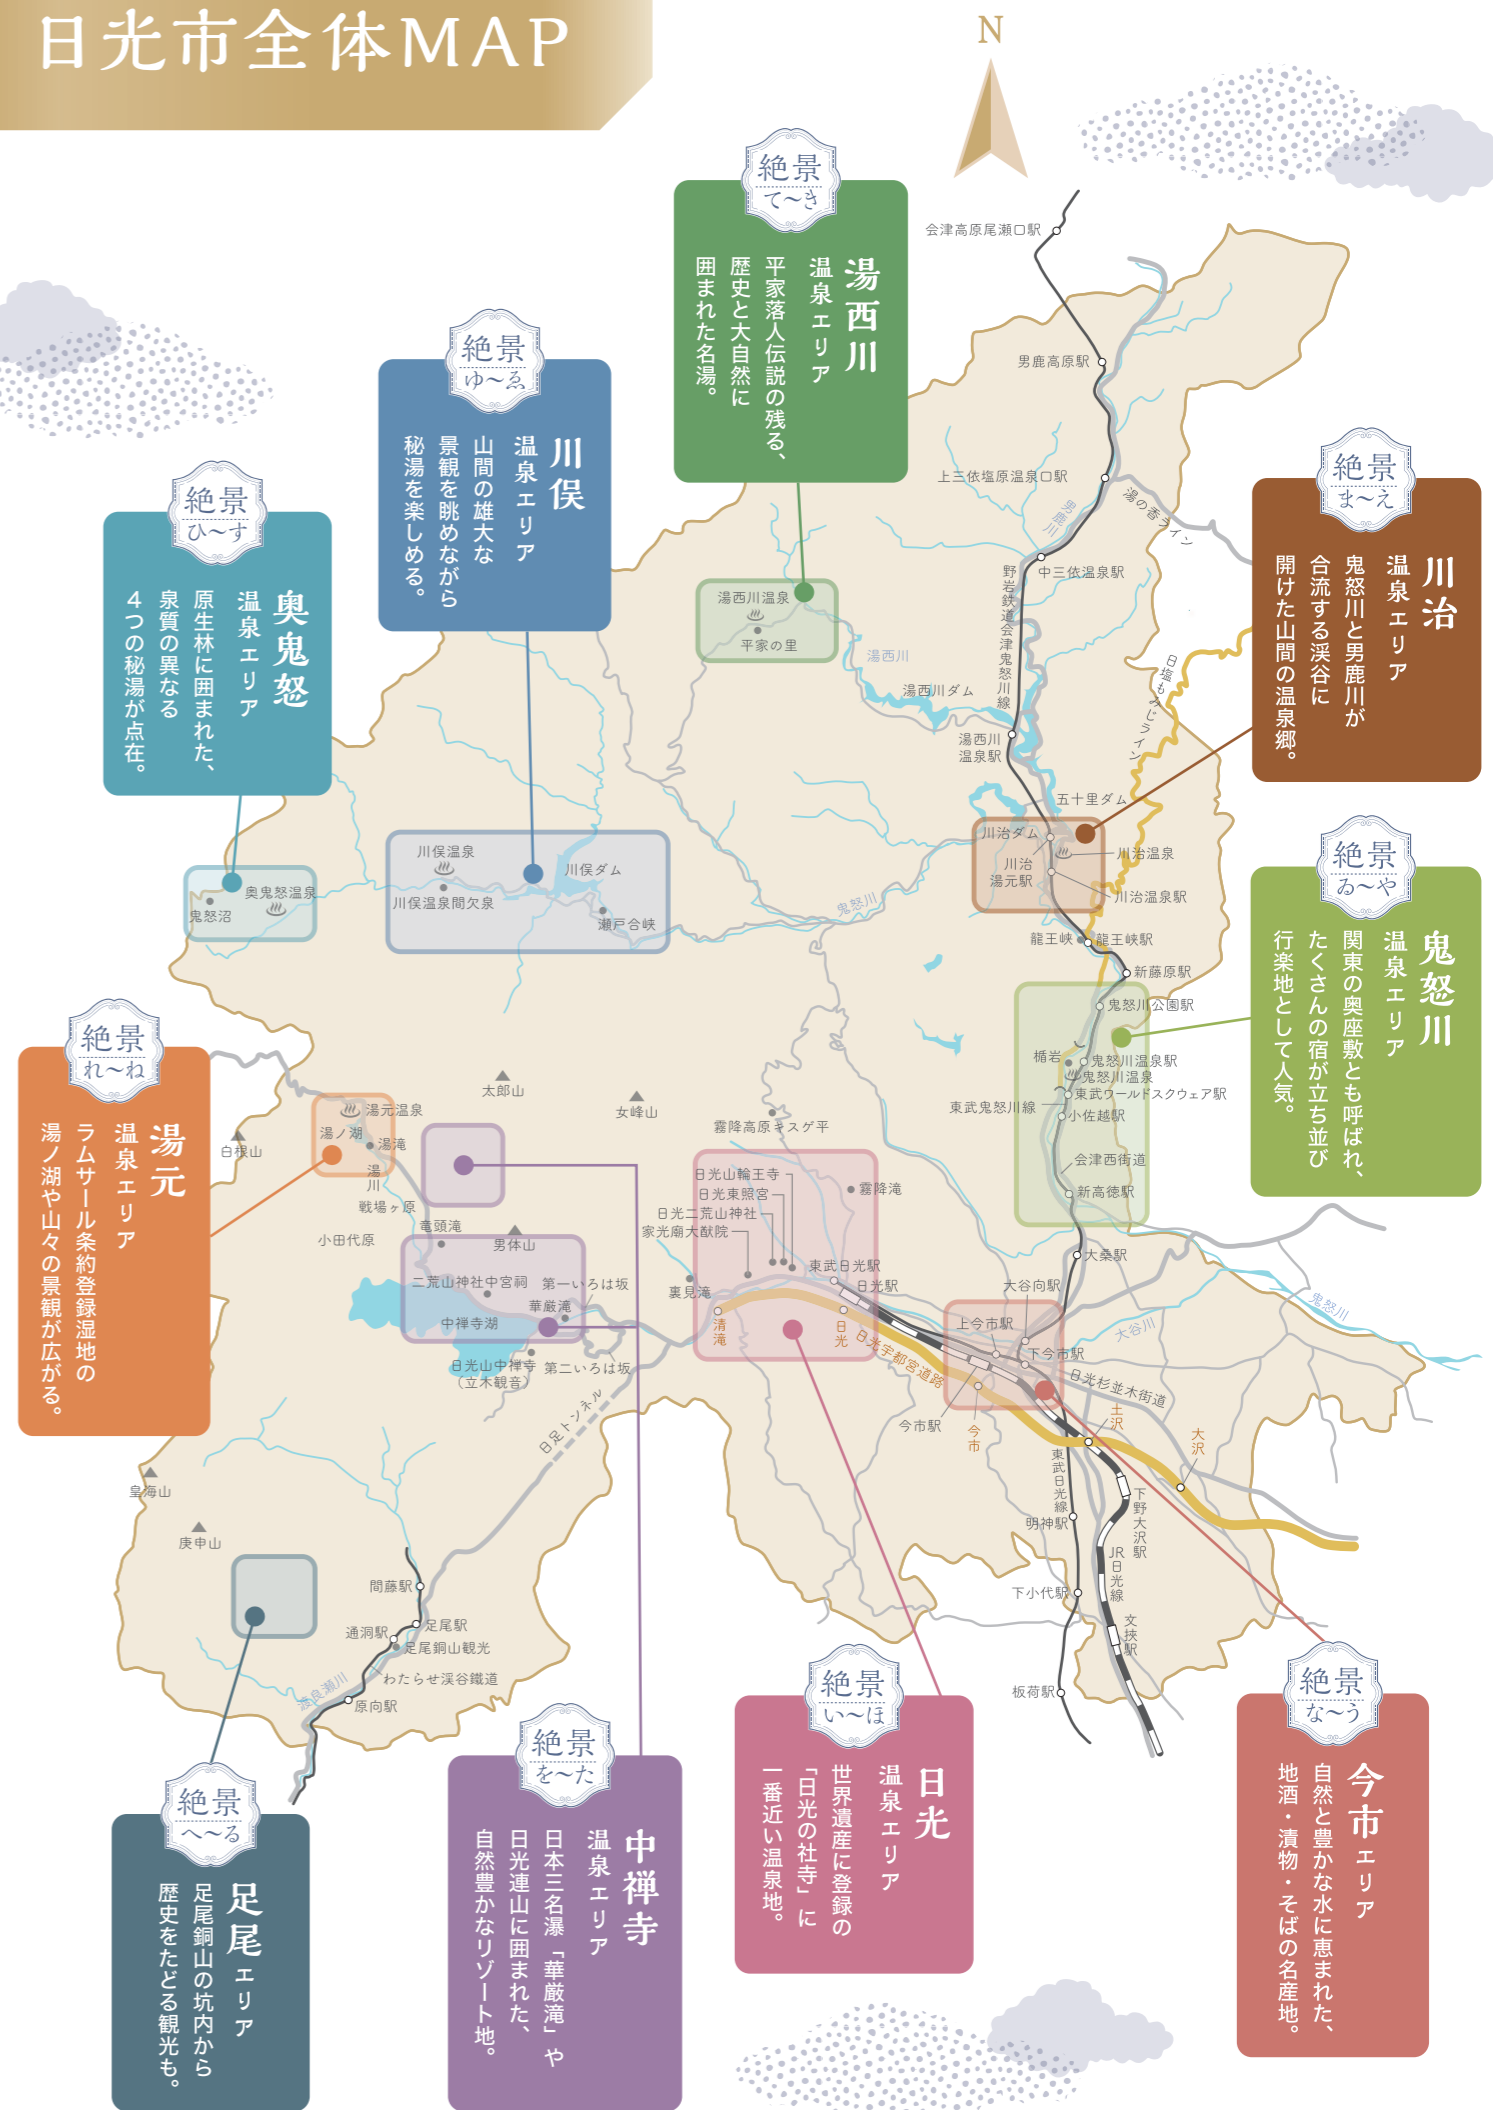 日光市全体MAP
N
絶景
て〜き
湯西川
温泉エリア
平家落人伝説の残る、
歴史と大自然に
囲まれた名湯。
絶景
ゆ〜ゑ
川俣
温泉エリア
山間の雄大な
景観を眺めながら
秘湯を楽しめる。
絶景
ひ〜す
奥鬼怒
温泉エリア
原生林に囲まれた、
泉質の異なる
4つの秘湯が点在。
絶景
ま〜え
川治
温泉エリア
鬼怒川と男鹿川が
合流する渓谷に
開けた山間の温泉郷。
絶景
ゐ〜や
鬼怒川
温泉エリア
関東の奥座敷とも呼ばれ、
たくさんの宿が立ち並び
行楽地として人気。
絶景
れ〜ね
湯元
温泉エリア
ラムサール条約登録湿地の
湯ノ湖や山々の景観が広がる。
絶景
へ〜る
足尾エリア
足尾銅山の坑内から
歴史をたどる観光も。
絶景
を〜た
中禅寺
温泉エリア
日本三名瀑「華厳滝」や
日光連山に囲まれた、
自然豊かなリゾート地。
絶景
い〜ほ
日光
温泉エリア
世界遺産に登録の
「日光の社寺」に
一番近い温泉地。
絶景
な〜う
今市エリア
自然と豊かな水に恵まれた、
地酒・漬物・そばの名産地。
会津高原尾瀬口駅
男鹿高原駅
上三依塩原温泉口駅
男鹿川
湯の香ライン
中三依温泉駅
野岩鉄道会津鬼怒川線
湯西川温泉
平家の里
湯西川
湯西川ダム
日塩もみじライン
湯西川
温泉駅
五十里ダム
川治ダム
川治
湯元駅
川治温泉
川治温泉駅
龍王峡
龍王峡駅
新藤原駅
川俣温泉
川俣ダム
川俣温泉間欠泉
瀬戸合峡
鬼怒川
奥鬼怒温泉
鬼怒沼
鬼怒川公園駅
楯岩
鬼怒川温泉駅
鬼怒川温泉
東武ワールドスクウェア駅
東武鬼怒川線
小佐越駅
会津西街道
新高徳駅
大桑駅
太郎山
女峰山
霧降高原キスゲ平
白根山
湯元温泉
湯ノ湖
湯滝
湯川
戦場ヶ原
小田代原
竜頭滝
男体山
二荒山神社中宮祠
第一いろは坂
華厳滝
中禅寺湖
日光山中禅寺
(立木観音)
第二いろは坂
日足トンネル
日光山輪王寺
日光東照宮
日光二荒山神社
家光廟大猷院
霧降滝
裏見滝
東武日光駅
日光駅
清滝
日光
日光宇都宮道路
大谷向駅
上今市駅
下今市駅
大谷川
鬼怒川
日光杉並木街道
今市駅
今市
土沢
大沢
東武日光線
下野大沢駅
明神駅
JR日光線
下小代駅
文挾駅
板荷駅
皇海山
庚申山
間藤駅
足尾駅
通洞駅
足尾銅山観光
わたらせ渓谷鐵道
渡良瀬川
原向駅